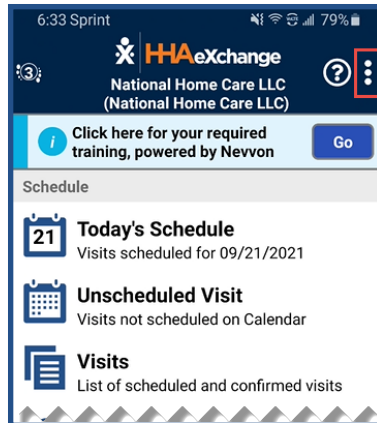 6:33 Sprint 79%
HHAeXchange
3
National Home Care LLC
(National Home Care LLC)
?
i
Click here for your required
training, powered by Nevvon
Go
Schedule
21
Today's Schedule
Visits scheduled for 09/21/2021
Unscheduled Visit
Visits not scheduled on Calendar
Visits
List of scheduled and confirmed visits